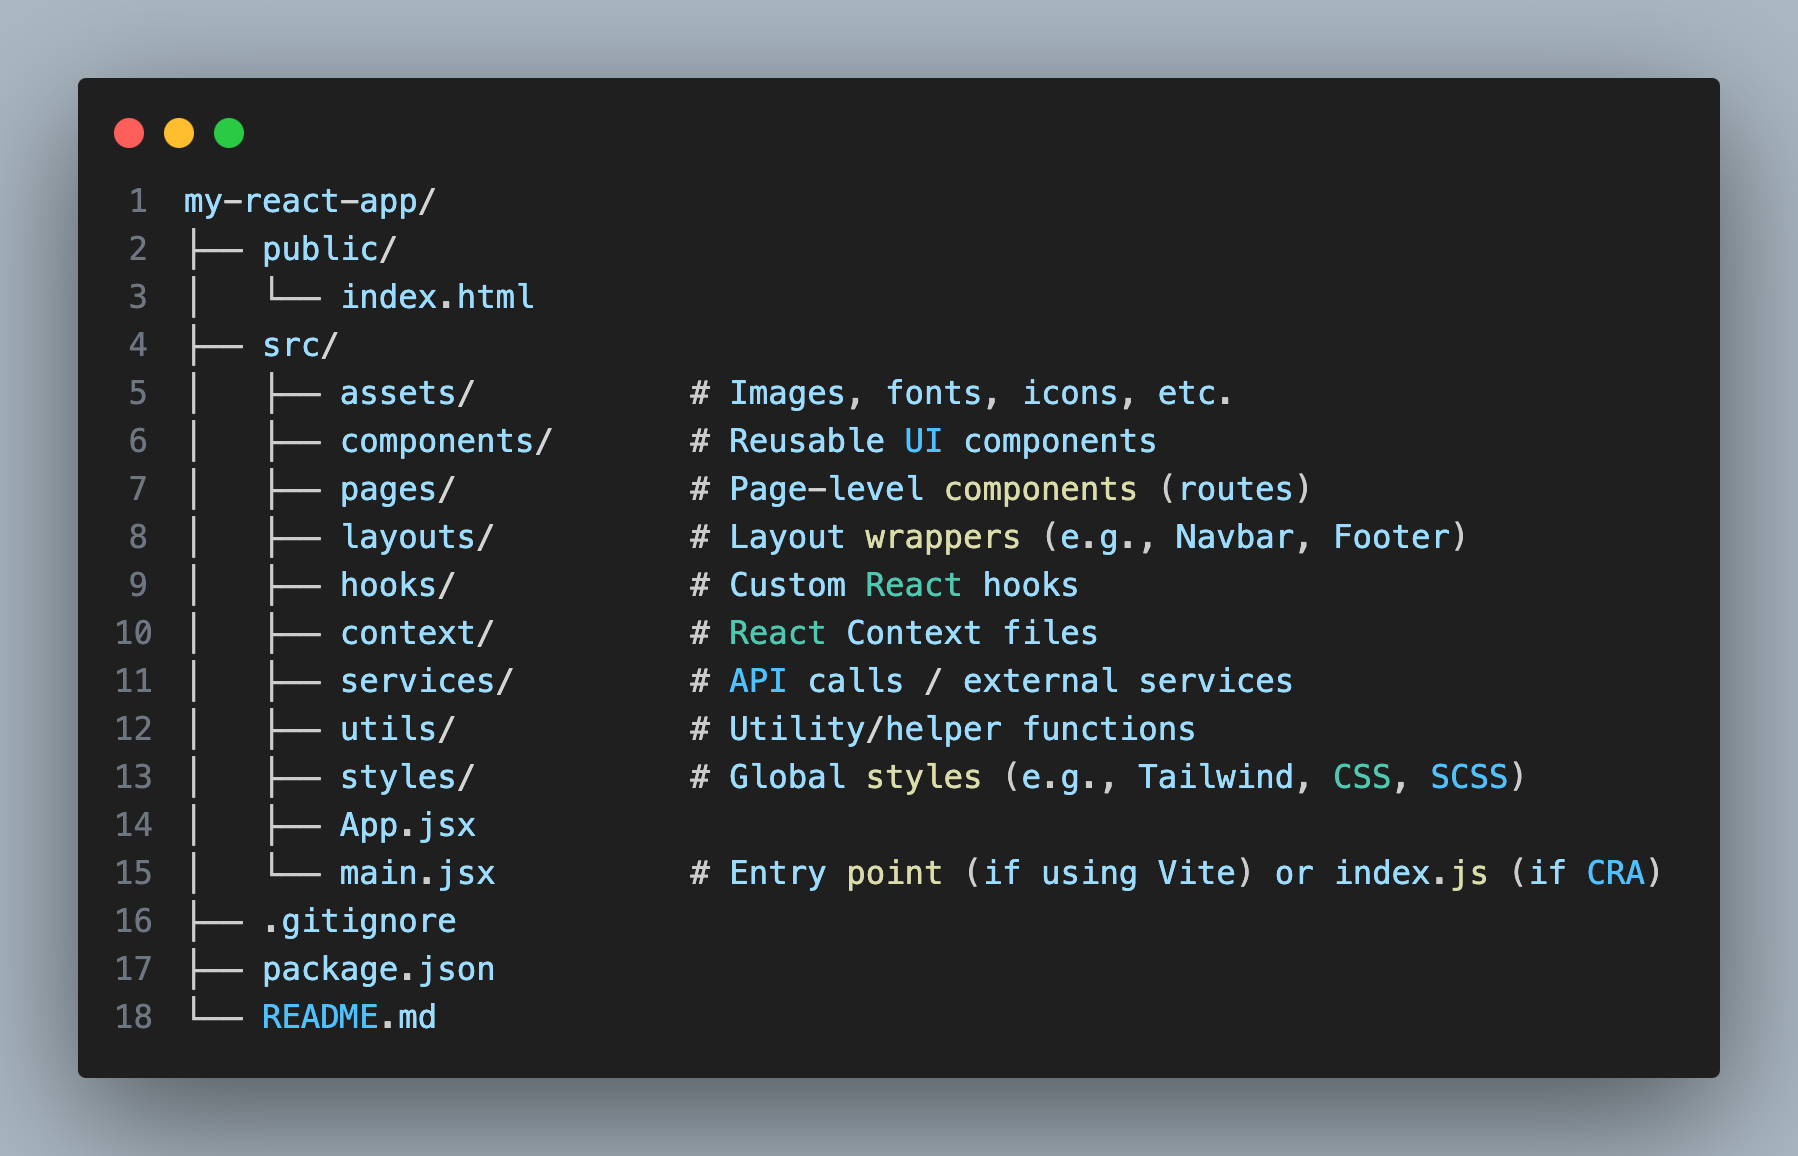 1 my-react-app/
2 ├── public/
3 │   └── index.html
4 ├── src/
5 │   ├── assets/            # Images, fonts, icons, etc.
6 │   ├── components/        # Reusable UI components
7 │   ├── pages/             # Page-level components (routes)
8 │   ├── layouts/           # Layout wrappers (e.g., Navbar, Footer)
9 │   ├── hooks/             # Custom React hooks
10 │   ├── context/           # React Context files
11 │   ├── services/          # API calls / external services
12 │   ├── utils/             # Utility/helper functions
13 │   ├── styles/            # Global styles (e.g., Tailwind, CSS, SCSS)
14 │   ├── App.jsx
15 │   └── main.jsx           # Entry point (if using Vite) or index.js (if CRA)
16 ├── .gitignore
17 ├── package.json
18 └── README.md